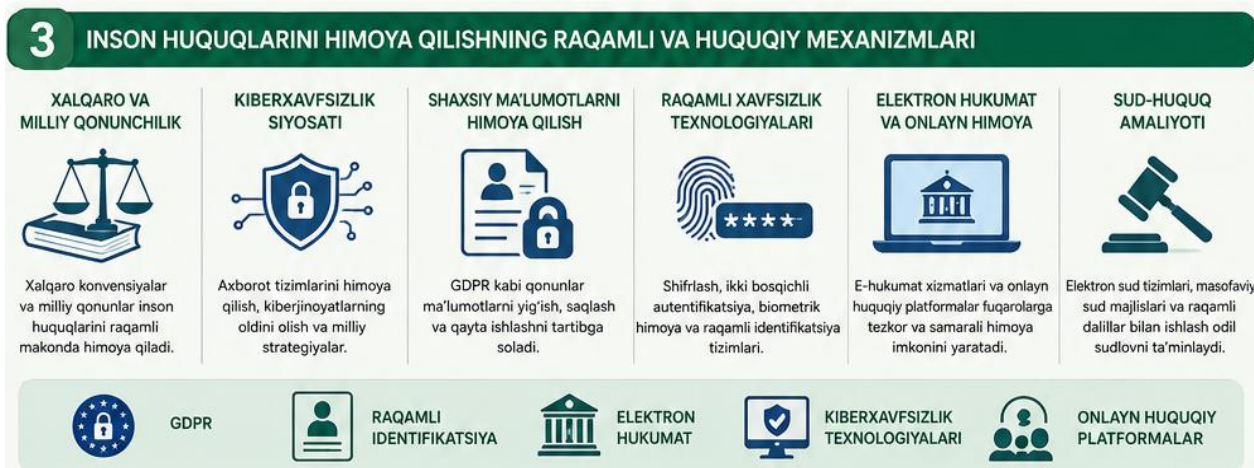 3
INSON HUQUQLARINI HIMOYA QILISHNING RAQAMLI VA HUQUQIY MEXANIZMLARI
XALQARO VA
MILLIY QONUNCHILIK
Xalqaro konvensiyalar
va milliy qonunlar inson
huquqlarini raqamli
makonda himoya qiladi.
KIBERXAVFSIZLIK
SIYOSATI
Axborot tizimlarini himoya
qilish, kiberjinoyatlarning
oldini olish va milliy
strategiyalar.
SHAXSIY MA'LUMOTLARNI
HIMOYA QILISH
GDPR kabi qonunlar
ma'lumotlarni yig'ish, saqlash
va qayta ishlashni tartibga
soladi.
RAQAMLI XAVFSIZLIK
TEXNOLOGIYALARI
****
Shifrlash, ikki bosqichli
autentifikatsiya, biometrik
himoya va raqamli identifikatsiya
tizimlari.
ELEKTRON HUKUMAT
VA ONLAYN HIMOYA
E-hukumat xizmatlari va onlayn
huquqiy platformalar fuqarolarga
tezkor va samarali himoya
imkonini yaratadi.
SUD-HUQUQ
AMALIYOTI
Elektron sud tizimlari, masofaviy
sud majlislari va raqamli
dalillar bilan ishlash odil
sudlovni ta'minlaydi.
GDPR
RAQAMLI
IDENTIFIKATSIYA
ELEKTRON
HUKUMAT
KIBERXAVFSIZLIK
TEXNOLOGIYALARI
ONLAYN HUQUQIY
PLATFORMALAR